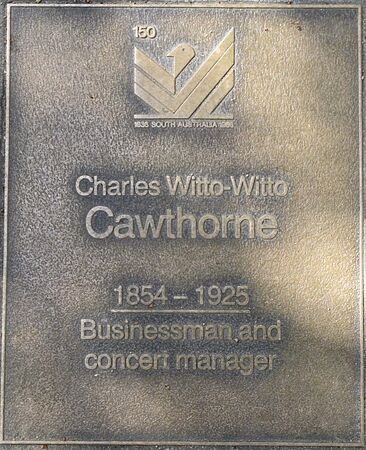 150
1836 SOUTH AUSTRALIA 1986
Charles Witto-Witto
Cawthorne
1854 – 1925
Businessman and
concert manager